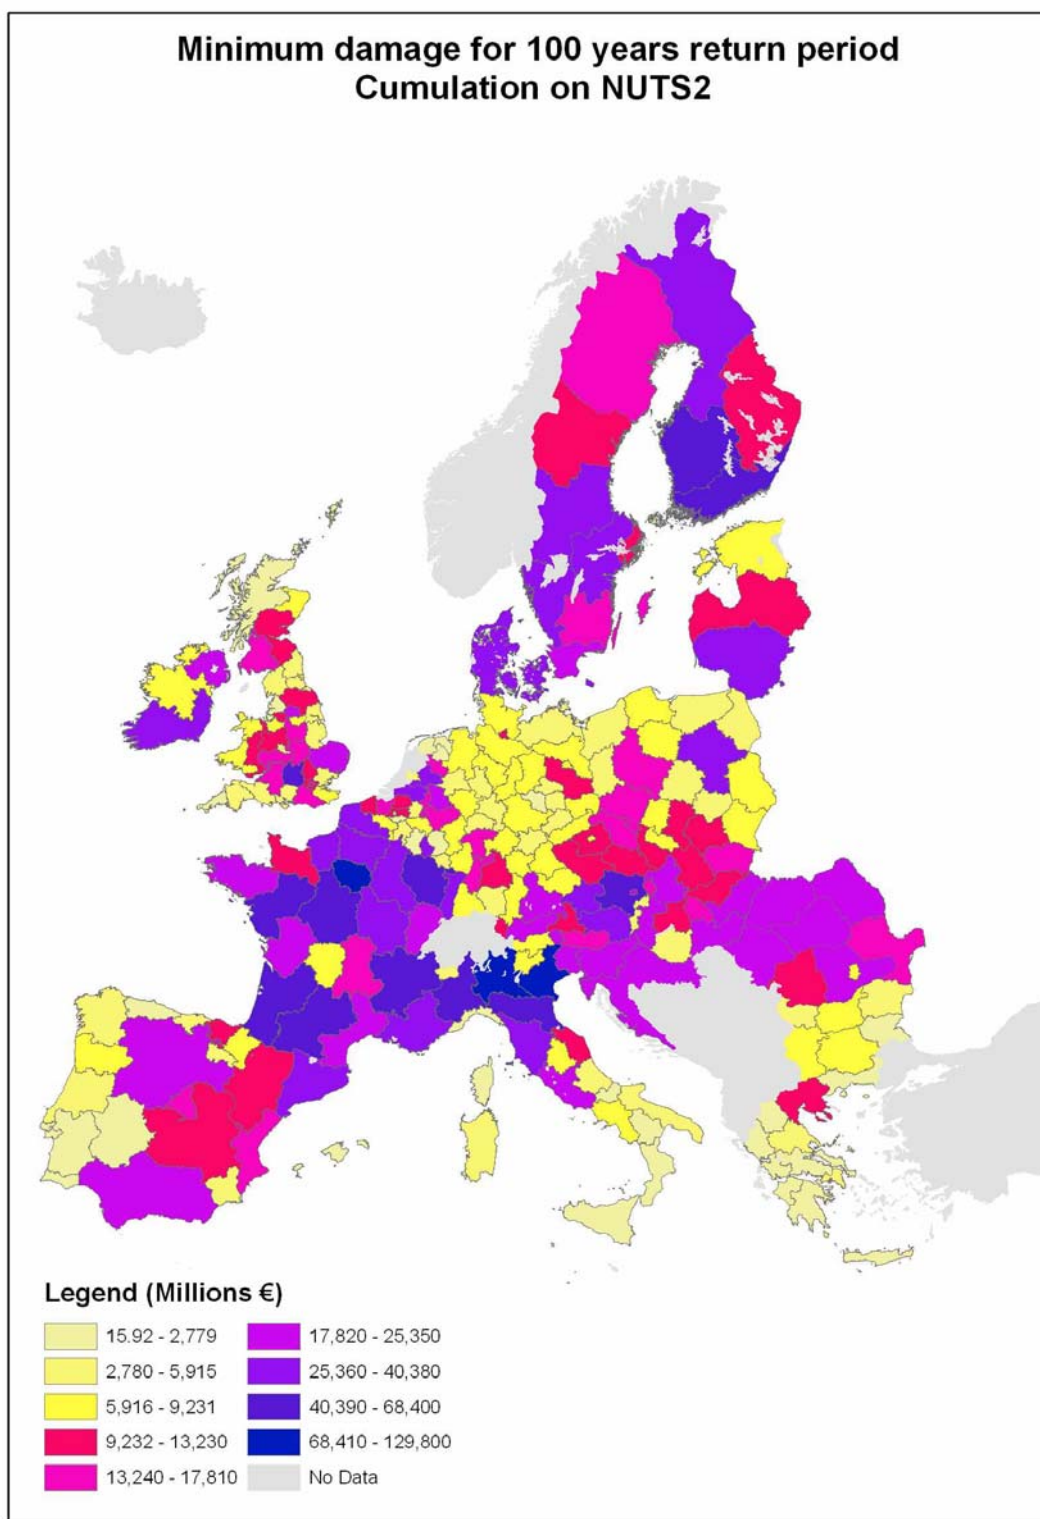 Minimum damage for 100 years return period
Cumulation on NUTS2
Legend (Millions €)
15.92 - 2,779
2,780 - 5,915
5,916 - 9,231
9,232 - 13,230
13,240 - 17,810
17,820 - 25,350
25,360 - 40,380
40,390 - 68,400
68,410 - 129,800
No Data